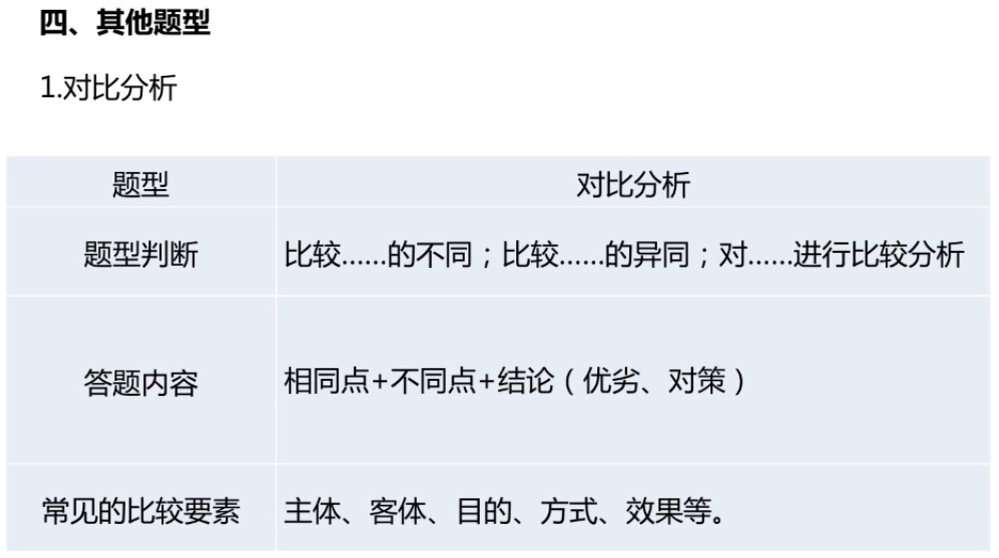 四、其他题型
1.对比分析
题型 对比分析
题型判断 比较……的不同；比较……的异同；对……进行比较分析
答题内容 相同点+不同点+结论（优劣、对策）
常见的比较要素 主体、客体、目的、方式、效果等。